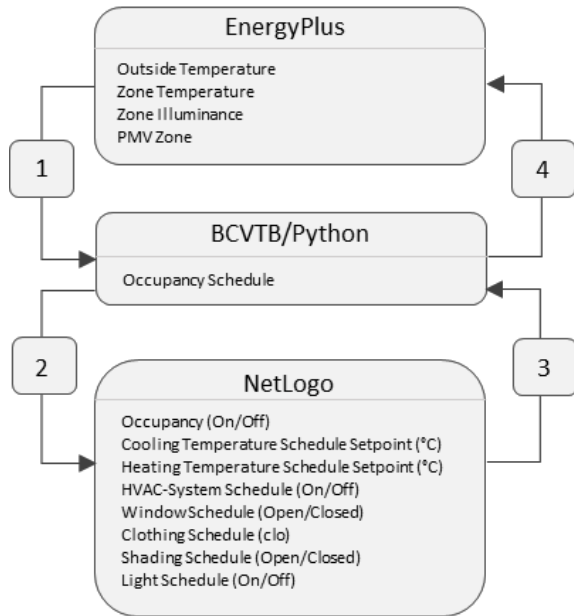 EnergyPlus
Outside Temperature
Zone Temperature
Zone Illuminance
PMV Zone
1
4
BCVTB/Python
Occupancy Schedule
2
3
NetLogo
Occupancy (On/Off)
Cooling Temperature Schedule Setpoint (°C)
Heating Temperature Schedule Setpoint (°C)
HVAC-System Schedule (On/Off)
Window Schedule (Open/Closed)
Clothing Schedule (clo)
Shading Schedule (Open/Closed)
Light Schedule (On/Off)